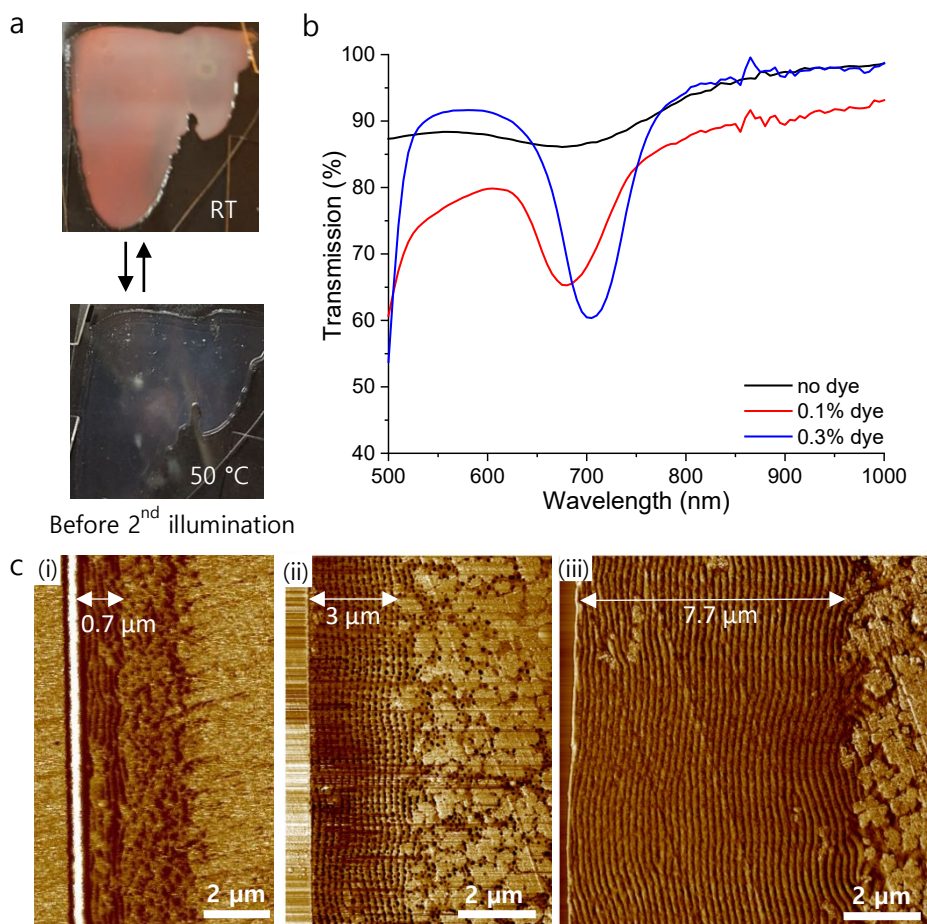 a
RT
50 °C
Before 2nd illumination
b
Transmission (%)
100
90
80
70
60
50
40
500
600
700
800
900
1000
Wavelength (nm)
no dye
0.1% dye
0.3% dye
c
(i)
0.7 µm
2 µm
(ii)
3 µm
2 µm
(iii)
7.7 µm
2 µm